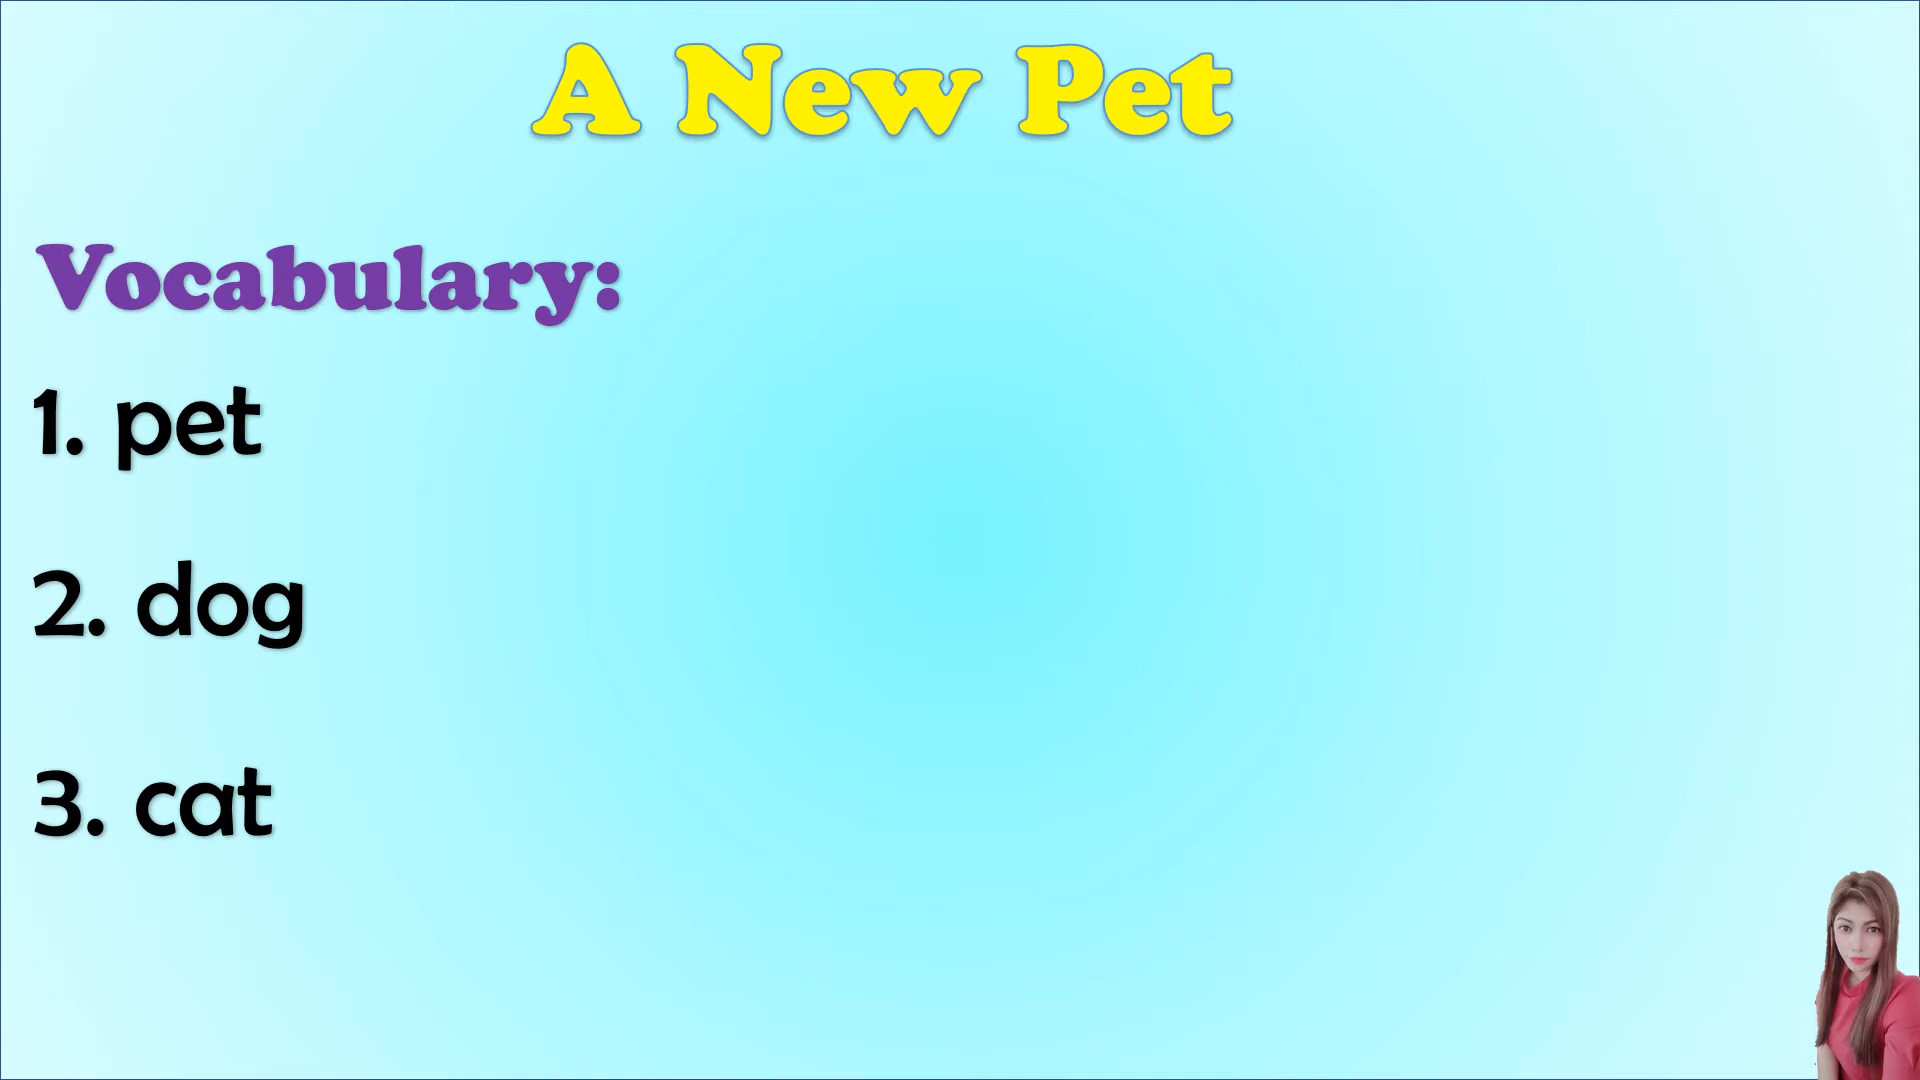 A New Pet
Vocabulary:
1. pet
2. dog
3. cat